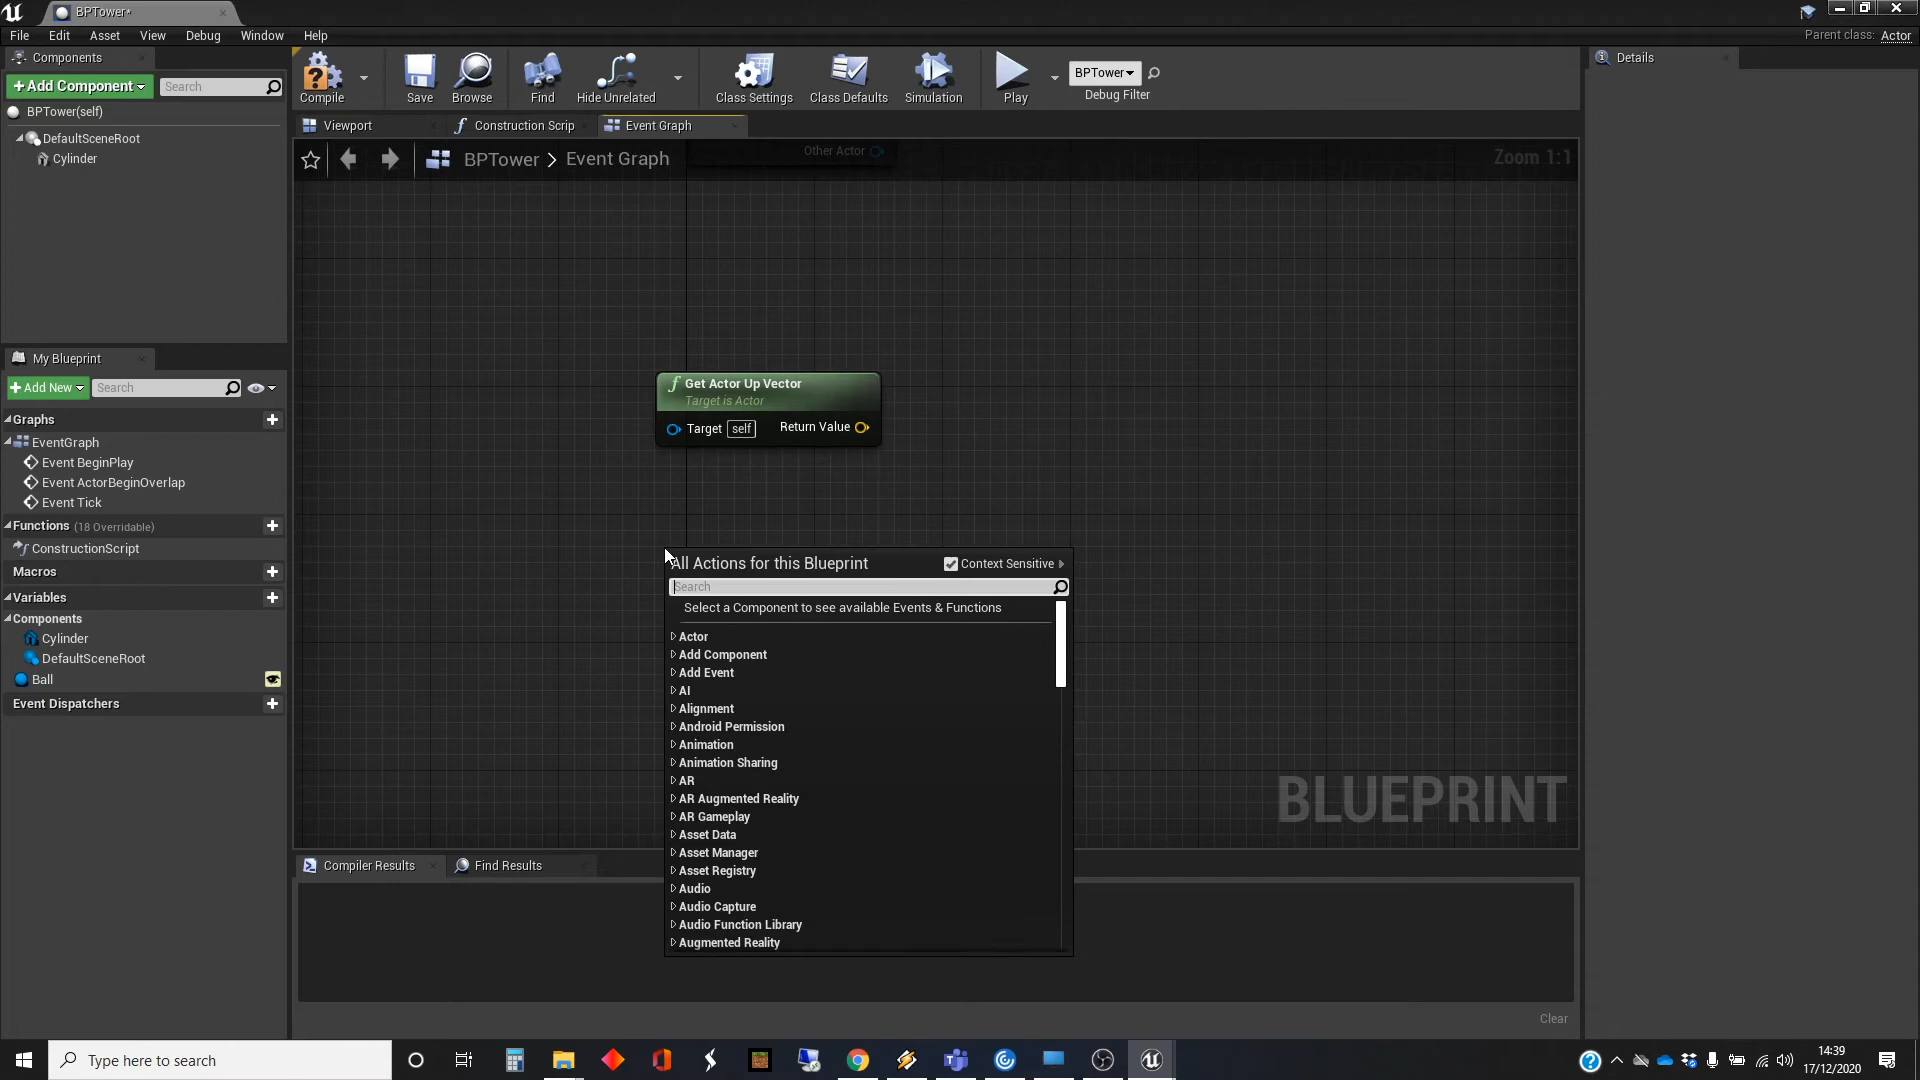 BPTower*
File Edit Asset View Debug Window Help
Parent class: Actor
Components
+ Add Component
Search
BPTower(self)
DefaultSceneRoot
Cylinder
Compile
Save
Browse
Find
Hide Unrelated
Class Settings
Class Defaults
Simulation
Play
BPTower
Debug Filter
Details
Viewport
Construction Scrip
Event Graph
BPTower > Event Graph
Other Actor
Zoom 1:1
My Blueprint
+ Add New
Search
Graphs
EventGraph
Event BeginPlay
Event ActorBeginOverlap
Event Tick
Functions (18 Overridable)
ConstructionScript
Macros
Variables
Components
Cylinder
DefaultSceneRoot
Ball
Event Dispatchers
f Get Actor Up Vector
Target is Actor
Target self Return Value
All Actions for this Blueprint
Context Sensitive
Search
Select a Component to see available Events & Functions
Actor
Add Component
Add Event
AI
Alignment
Android Permission
Animation
Animation Sharing
AR
AR Augmented Reality
AR Gameplay
Asset Data
Asset Manager
Asset Registry
Audio
Audio Capture
Audio Function Library
Augmented Reality
BLUEPRINT
Compiler Results
Find Results
Clear
Type here to search
14:39
17/12/2020